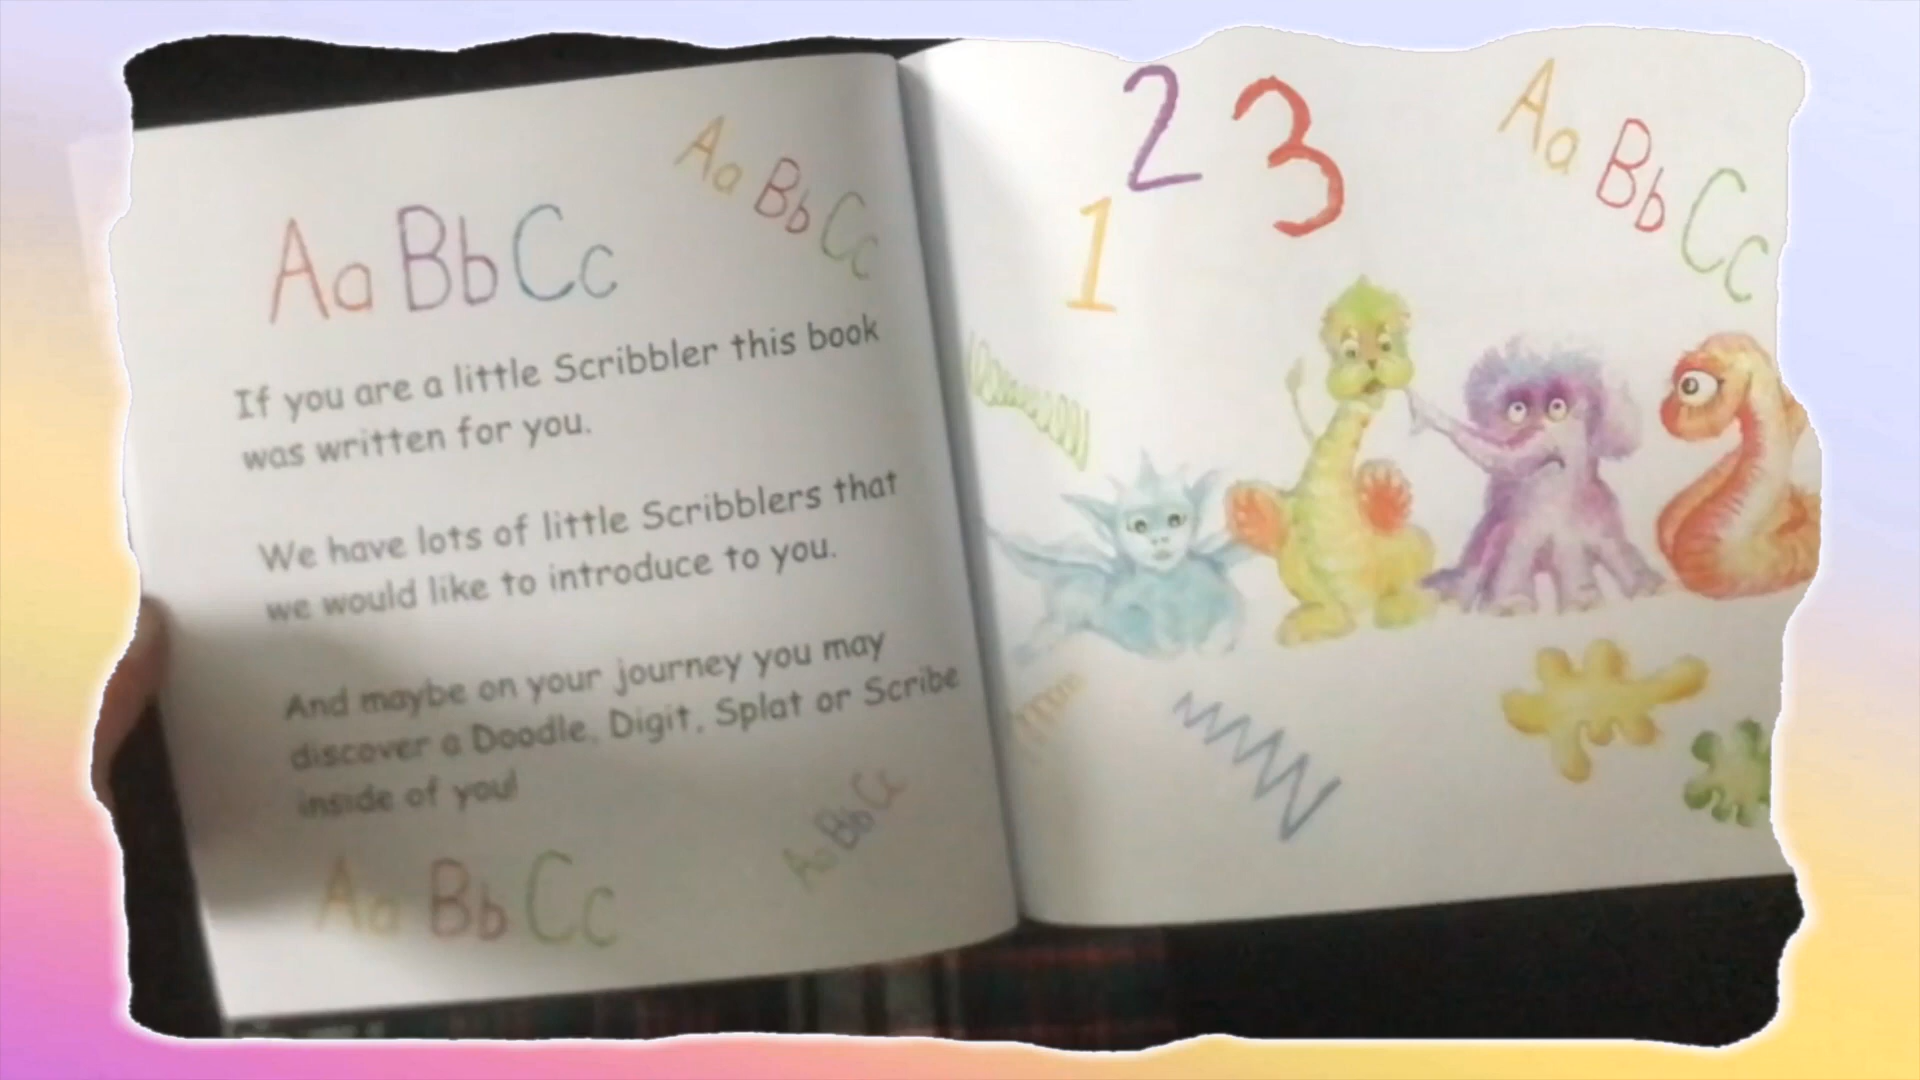 Aa Bb Cc
Aa Bb Cc
If you are a little Scribbler this book
was written for you.
We have lots of little Scribblers that
we would like to introduce to you.
And maybe on your journey you may
discover a Doodle, Digit, Splat or Scribe
inside of you!
Aa Bb Cc
Aa Bb Cc
1 2 3
Aa Bb Cc